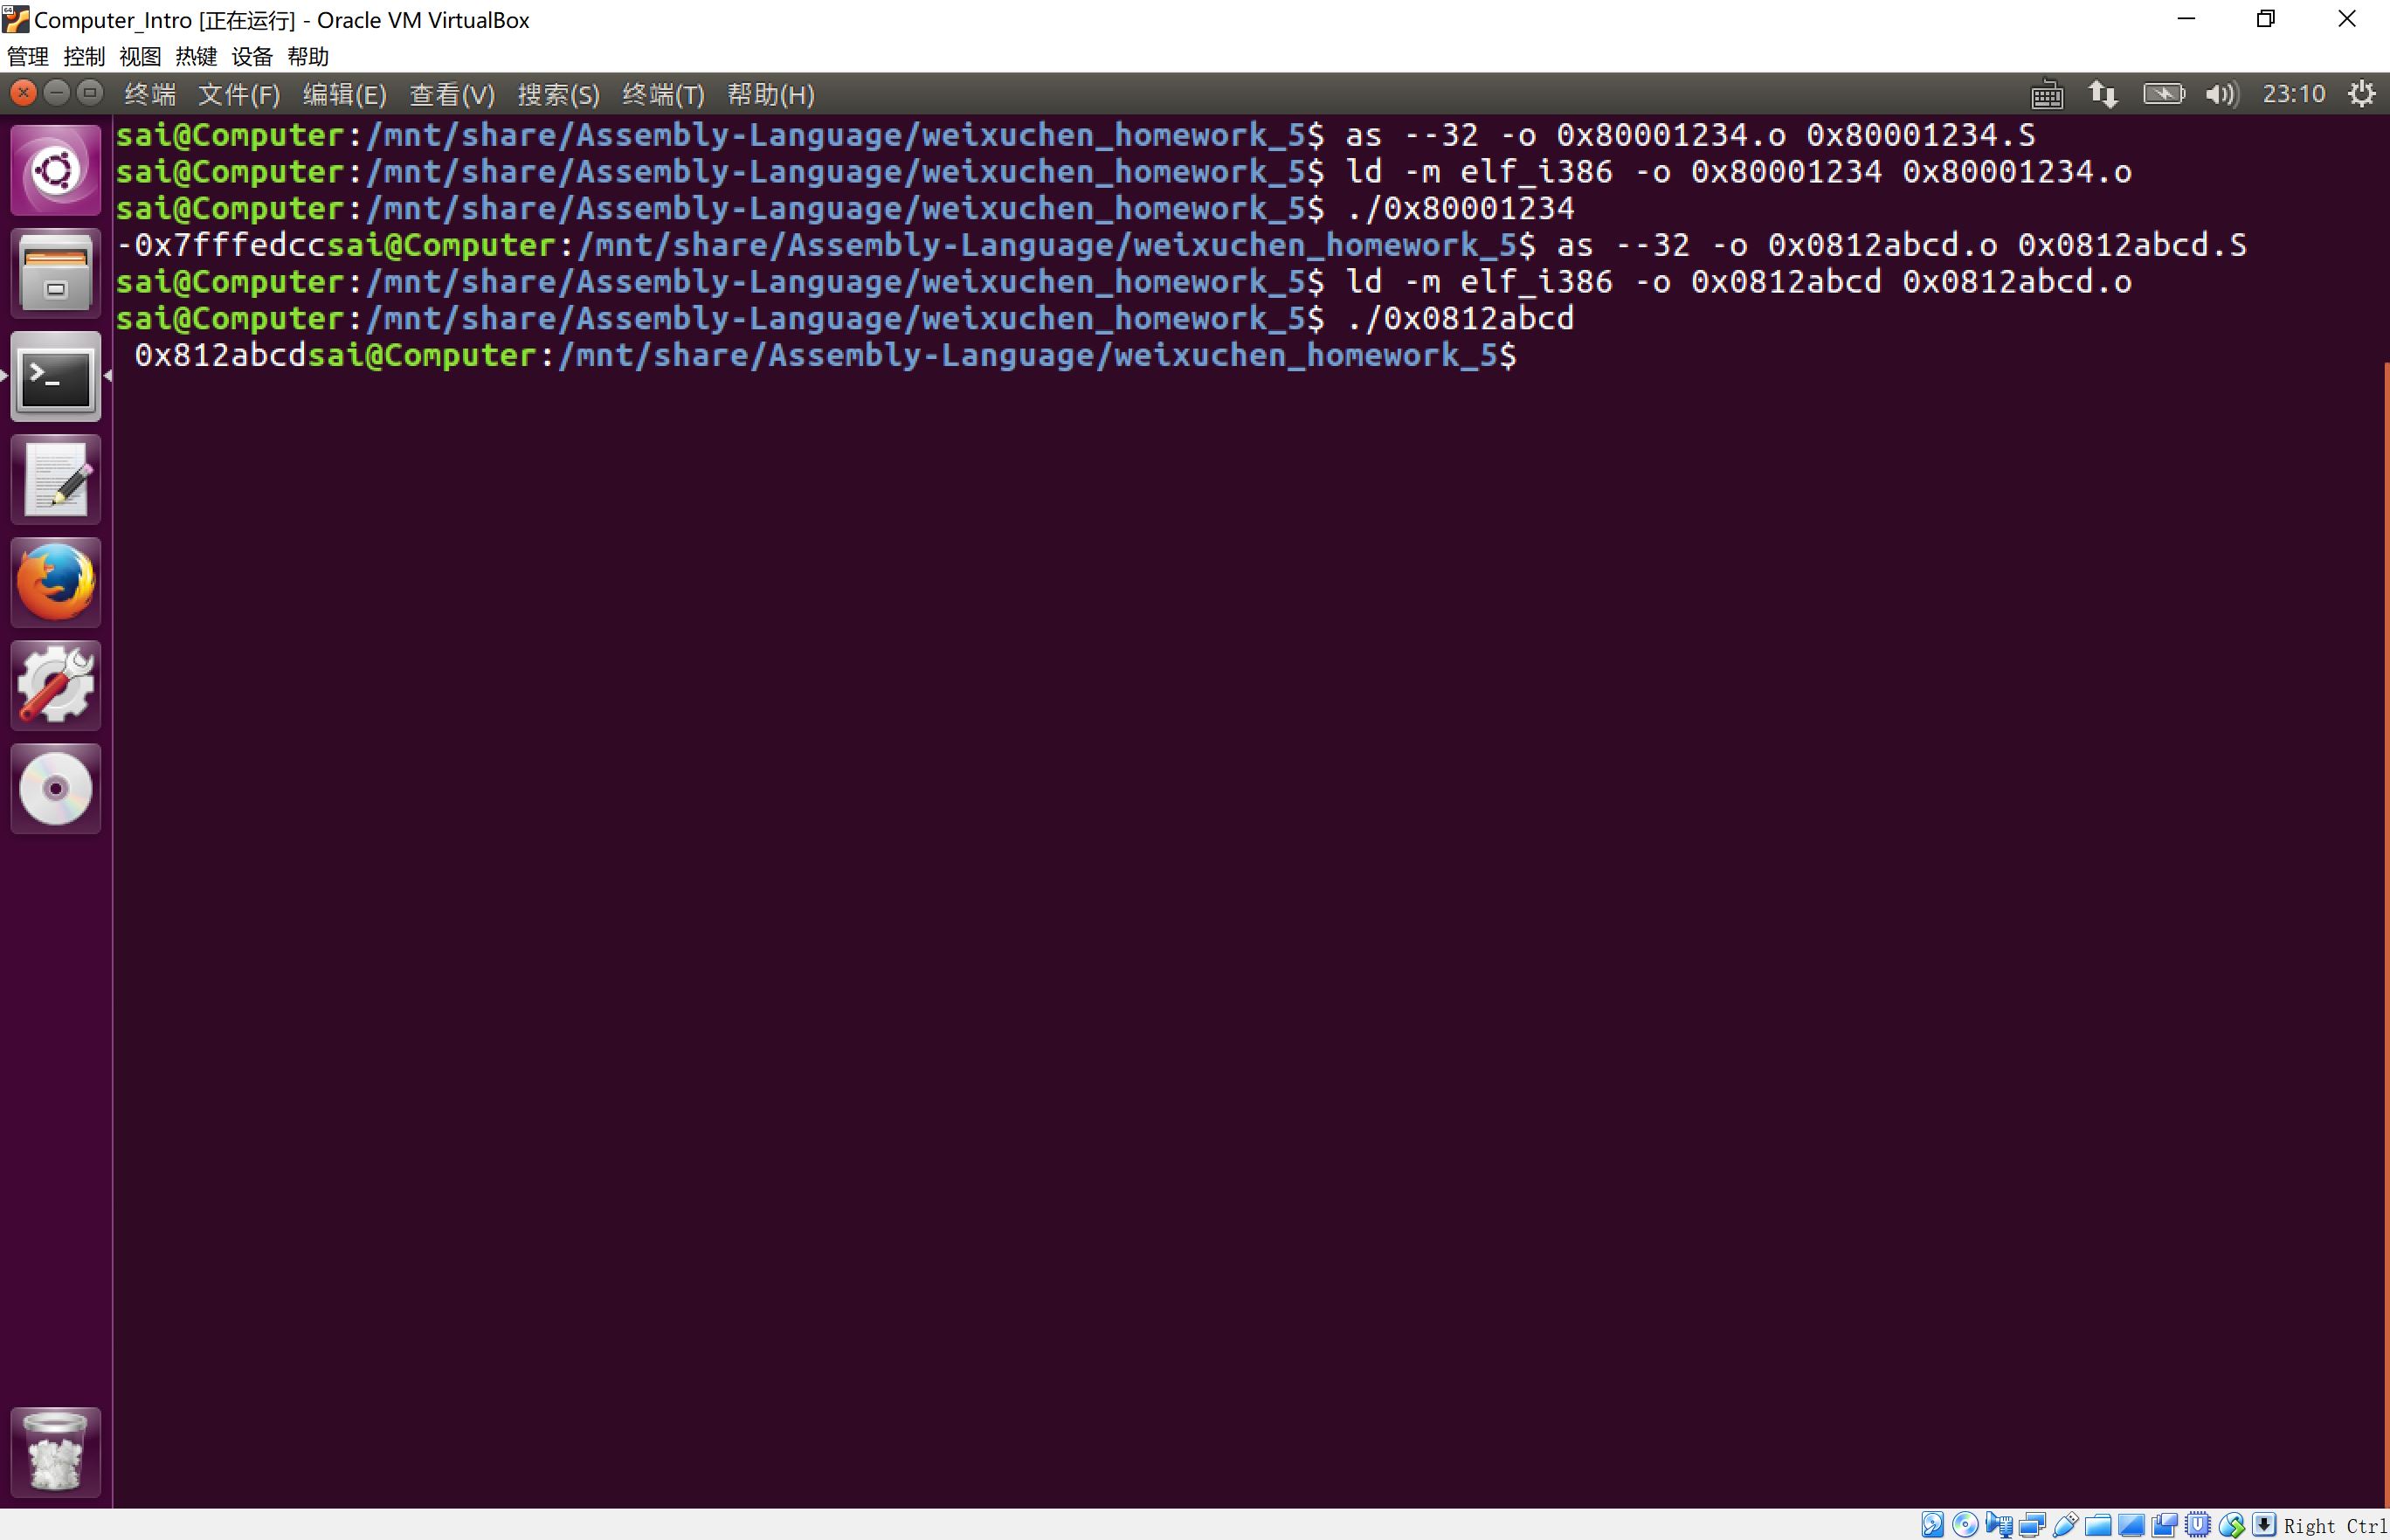 Computer_Intro [正在运行] - Oracle VM VirtualBox
管理 控制 视图 热键 设备 帮助
终端 文件(F) 编辑(E) 查看(V) 搜索(S) 终端(T) 帮助(H) 23:10
sai@Computer:/mnt/share/Assembly-Language/weixuchen_homework_5$ as --32 -o 0x80001234.o 0x80001234.S
sai@Computer:/mnt/share/Assembly-Language/weixuchen_homework_5$ ld -m elf_i386 -o 0x80001234 0x80001234.o
sai@Computer:/mnt/share/Assembly-Language/weixuchen_homework_5$ ./0x80001234
-0x7fffedccsai@Computer:/mnt/share/Assembly-Language/weixuchen_homework_5$ as --32 -o 0x0812abcd.o 0x0812abcd.S
sai@Computer:/mnt/share/Assembly-Language/weixuchen_homework_5$ ld -m elf_i386 -o 0x0812abcd 0x0812abcd.o
sai@Computer:/mnt/share/Assembly-Language/weixuchen_homework_5$ ./0x0812abcd
 0x812abcdsai@Computer:/mnt/share/Assembly-Language/weixuchen_homework_5$
Right Ctrl